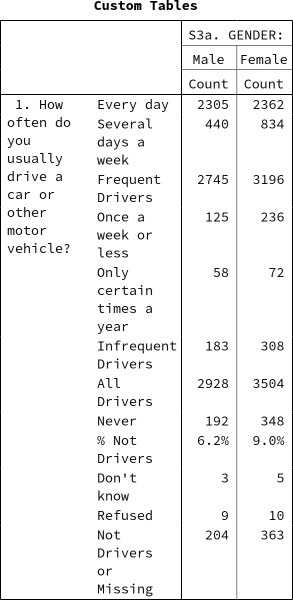 Custom Tables
S3a. GENDER:
Male Female
Count Count
1. How often do you usually drive a car or other motor vehicle?
Every day 2305 2362
Several days a week 440 834
Frequent Drivers 2745 3196
Once a week or less 125 236
Only certain times a year 58 72
Infrequent Drivers 183 308
All Drivers 2928 3504
Never 192 348
% Not Drivers 6.2% 9.0%
Don't know 3 5
Refused 9 10
Not Drivers or Missing 204 363